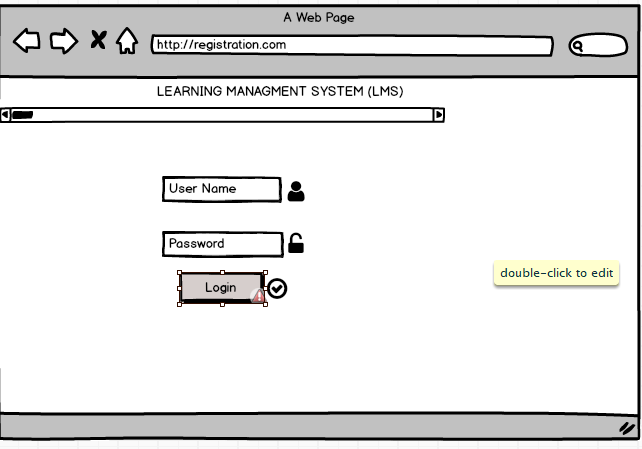 A Web Page
http://registration.com
LEARNING MANAGMENT SYSTEM (LMS)
User Name
Password
double-click to edit
Login